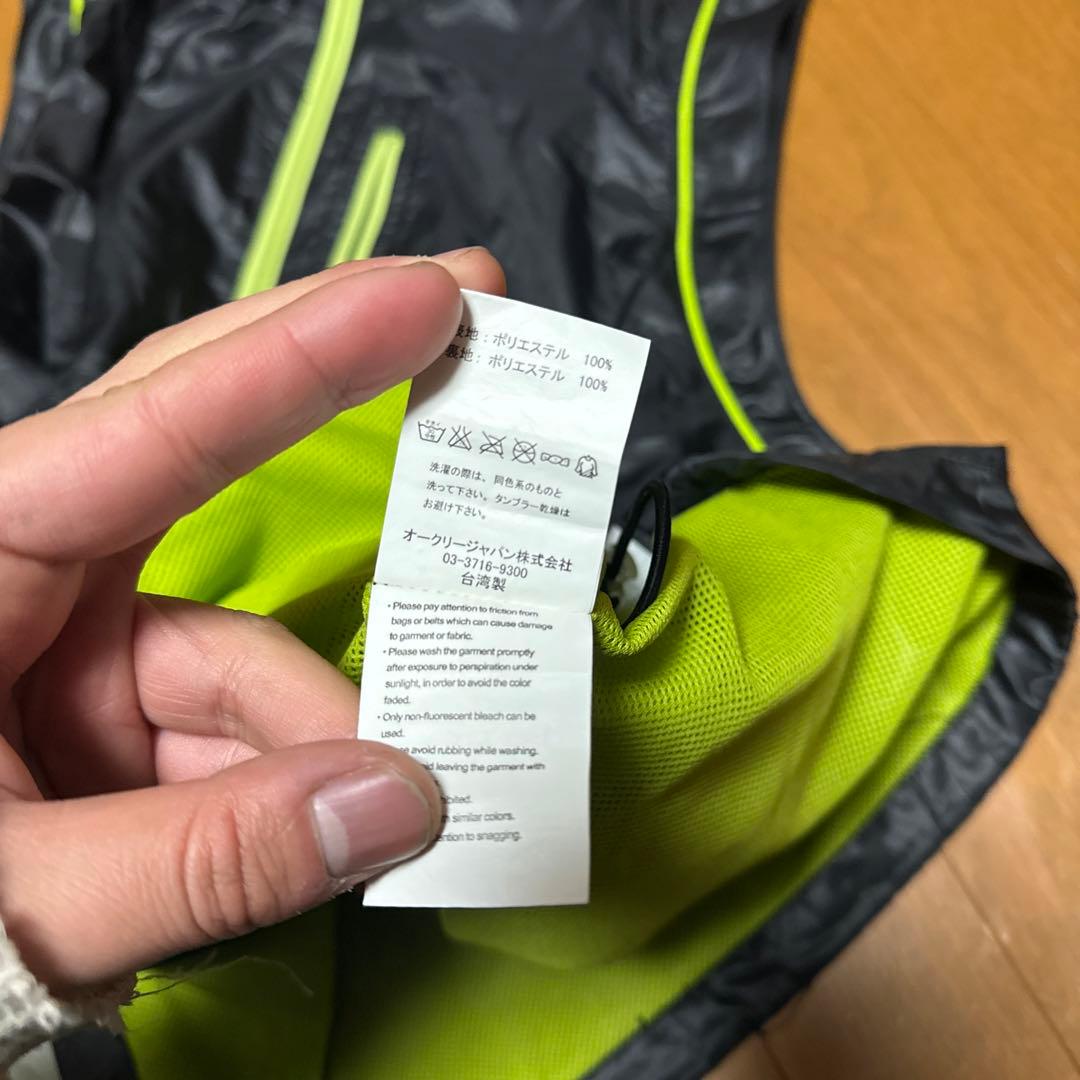 地：ポリエステル 100%
裏地：ポリエステル 100%
洗濯の際は、同色系のものと
洗って下さい。タンブラー乾燥は
お避け下さい。
オークリージャパン株式会社
03-3716-9300
台湾製
• Please pay attention to friction from
bags or belts which can cause damage
to garment or fabric.
• Please wash the garment promptly
after exposure to perspiration under
sunlight, in order to avoid the color
faded.
• Only non-fluorescent bleach can be
used.
avoid rubbing while washing.
leaving the garment with
similar colors.
to snagging.